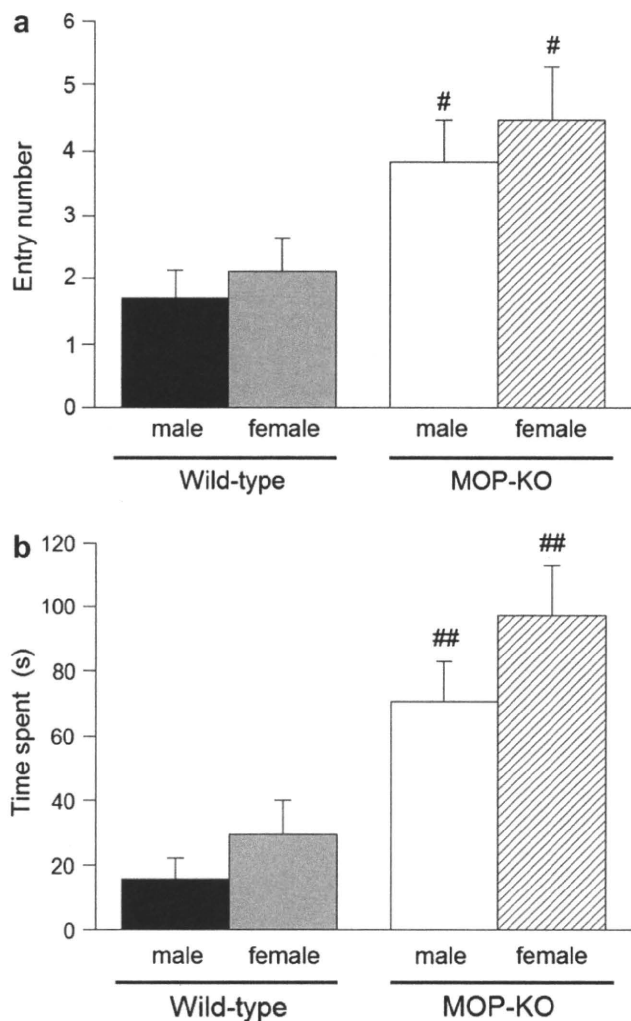 a
6
5
4
3
2
1
0
Entry number
#
#
male female male female
Wild-type MOP-KO
b
120
100
80
60
40
20
0
Time spent (s)
##
##
male female male female
Wild-type MOP-KO